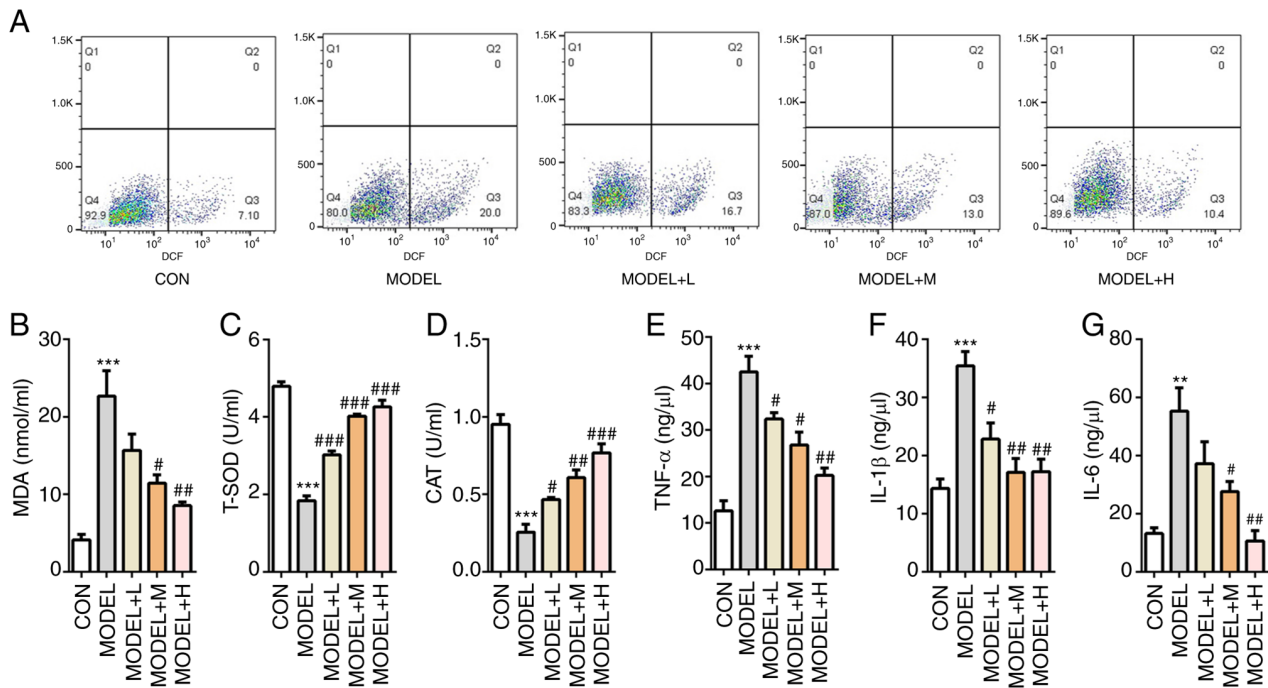 A
1.5K
1.0K
500
0
Q1
0
Q2
0
Q4
92.9
Q3
7.10
10^1 10^2 10^3 10^4
DCF
CON
1.5K
1.0K
500
0
Q1
0
Q2
0
Q4
80.0
Q3
20.0
10^1 10^2 10^3 10^4
DCF
MODEL
1.5K
1.0K
500
0
Q1
0
Q2
0
Q4
83.3
Q3
16.7
10^1 10^2 10^3 10^4
DCF
MODEL+L
1.5K
1.0K
500
0
Q1
0
Q2
0
Q4
87.0
Q3
13.0
10^1 10^2 10^3 10^4
DCF
MODEL+M
1.5K
1.0K
500
0
Q1
0
Q2
0
Q4
89.6
Q3
10.4
10^1 10^2 10^3 10^4
DCF
MODEL+H
B
MDA (nmol/ml)
30
20
10
0
***
#
##
CON
MODEL
MODEL+L
MODEL+M
MODEL+H
C
T-SOD (U/ml)
6
4
2
0
***
###
###
###
CON
MODEL
MODEL+L
MODEL+M
MODEL+H
D
CAT (U/ml)
1.5
1.0
0.5
0.0
***
#
##
###
CON
MODEL
MODEL+L
MODEL+M
MODEL+H
E
TNF-α (ng/μl)
50
40
30
20
10
0
***
#
#
##
CON
MODEL
MODEL+L
MODEL+M
MODEL+H
F
IL-1β (ng/μl)
40
30
20
10
0
***
#
##
##
CON
MODEL
MODEL+L
MODEL+M
MODEL+H
G
IL-6 (ng/μl)
80
60
40
20
0
**
#
##
CON
MODEL
MODEL+L
MODEL+M
MODEL+H